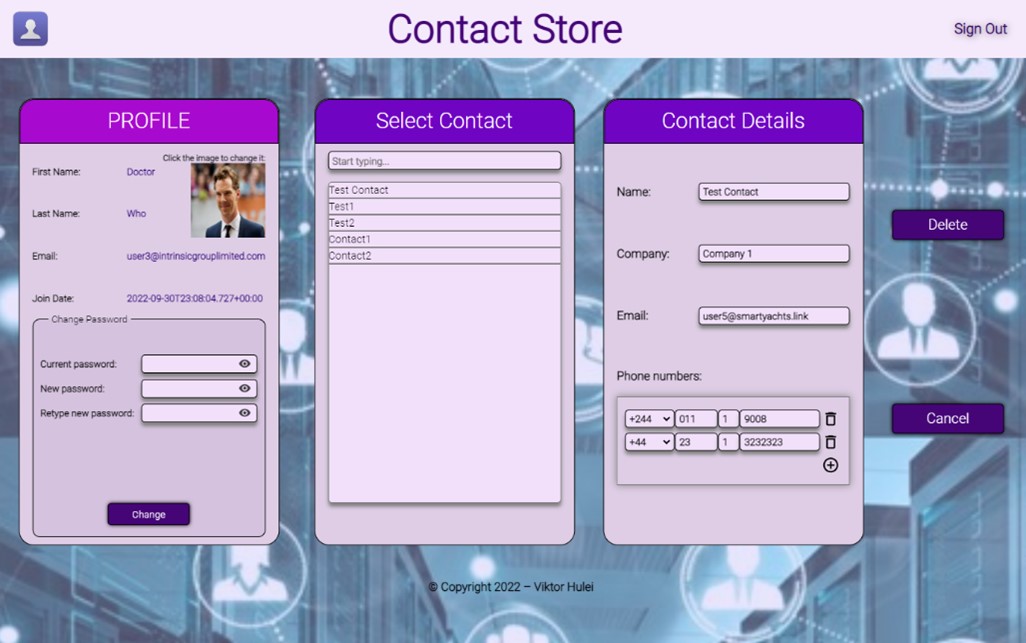 Contact Store
Sign Out
PROFILE
Click the image to change it:
First Name: Doctor
Last Name: Who
Email: user3@intrinsicgrouplimited.com
Join Date: 2022-09-30T23:08:04.727+00:00
Change Password
Current password:
New password:
Retype new password:
Change
Select Contact
Start typing...
Test Contact
Test1
Test2
Contact1
Contact2
Contact Details
Name: Test Contact
Company: Company 1
Email: user5@smartyachts.link
Phone numbers:
+244 011 1 9008
+44 23 1 3232323
Delete
Cancel
© Copyright 2022 – Viktor Hulei